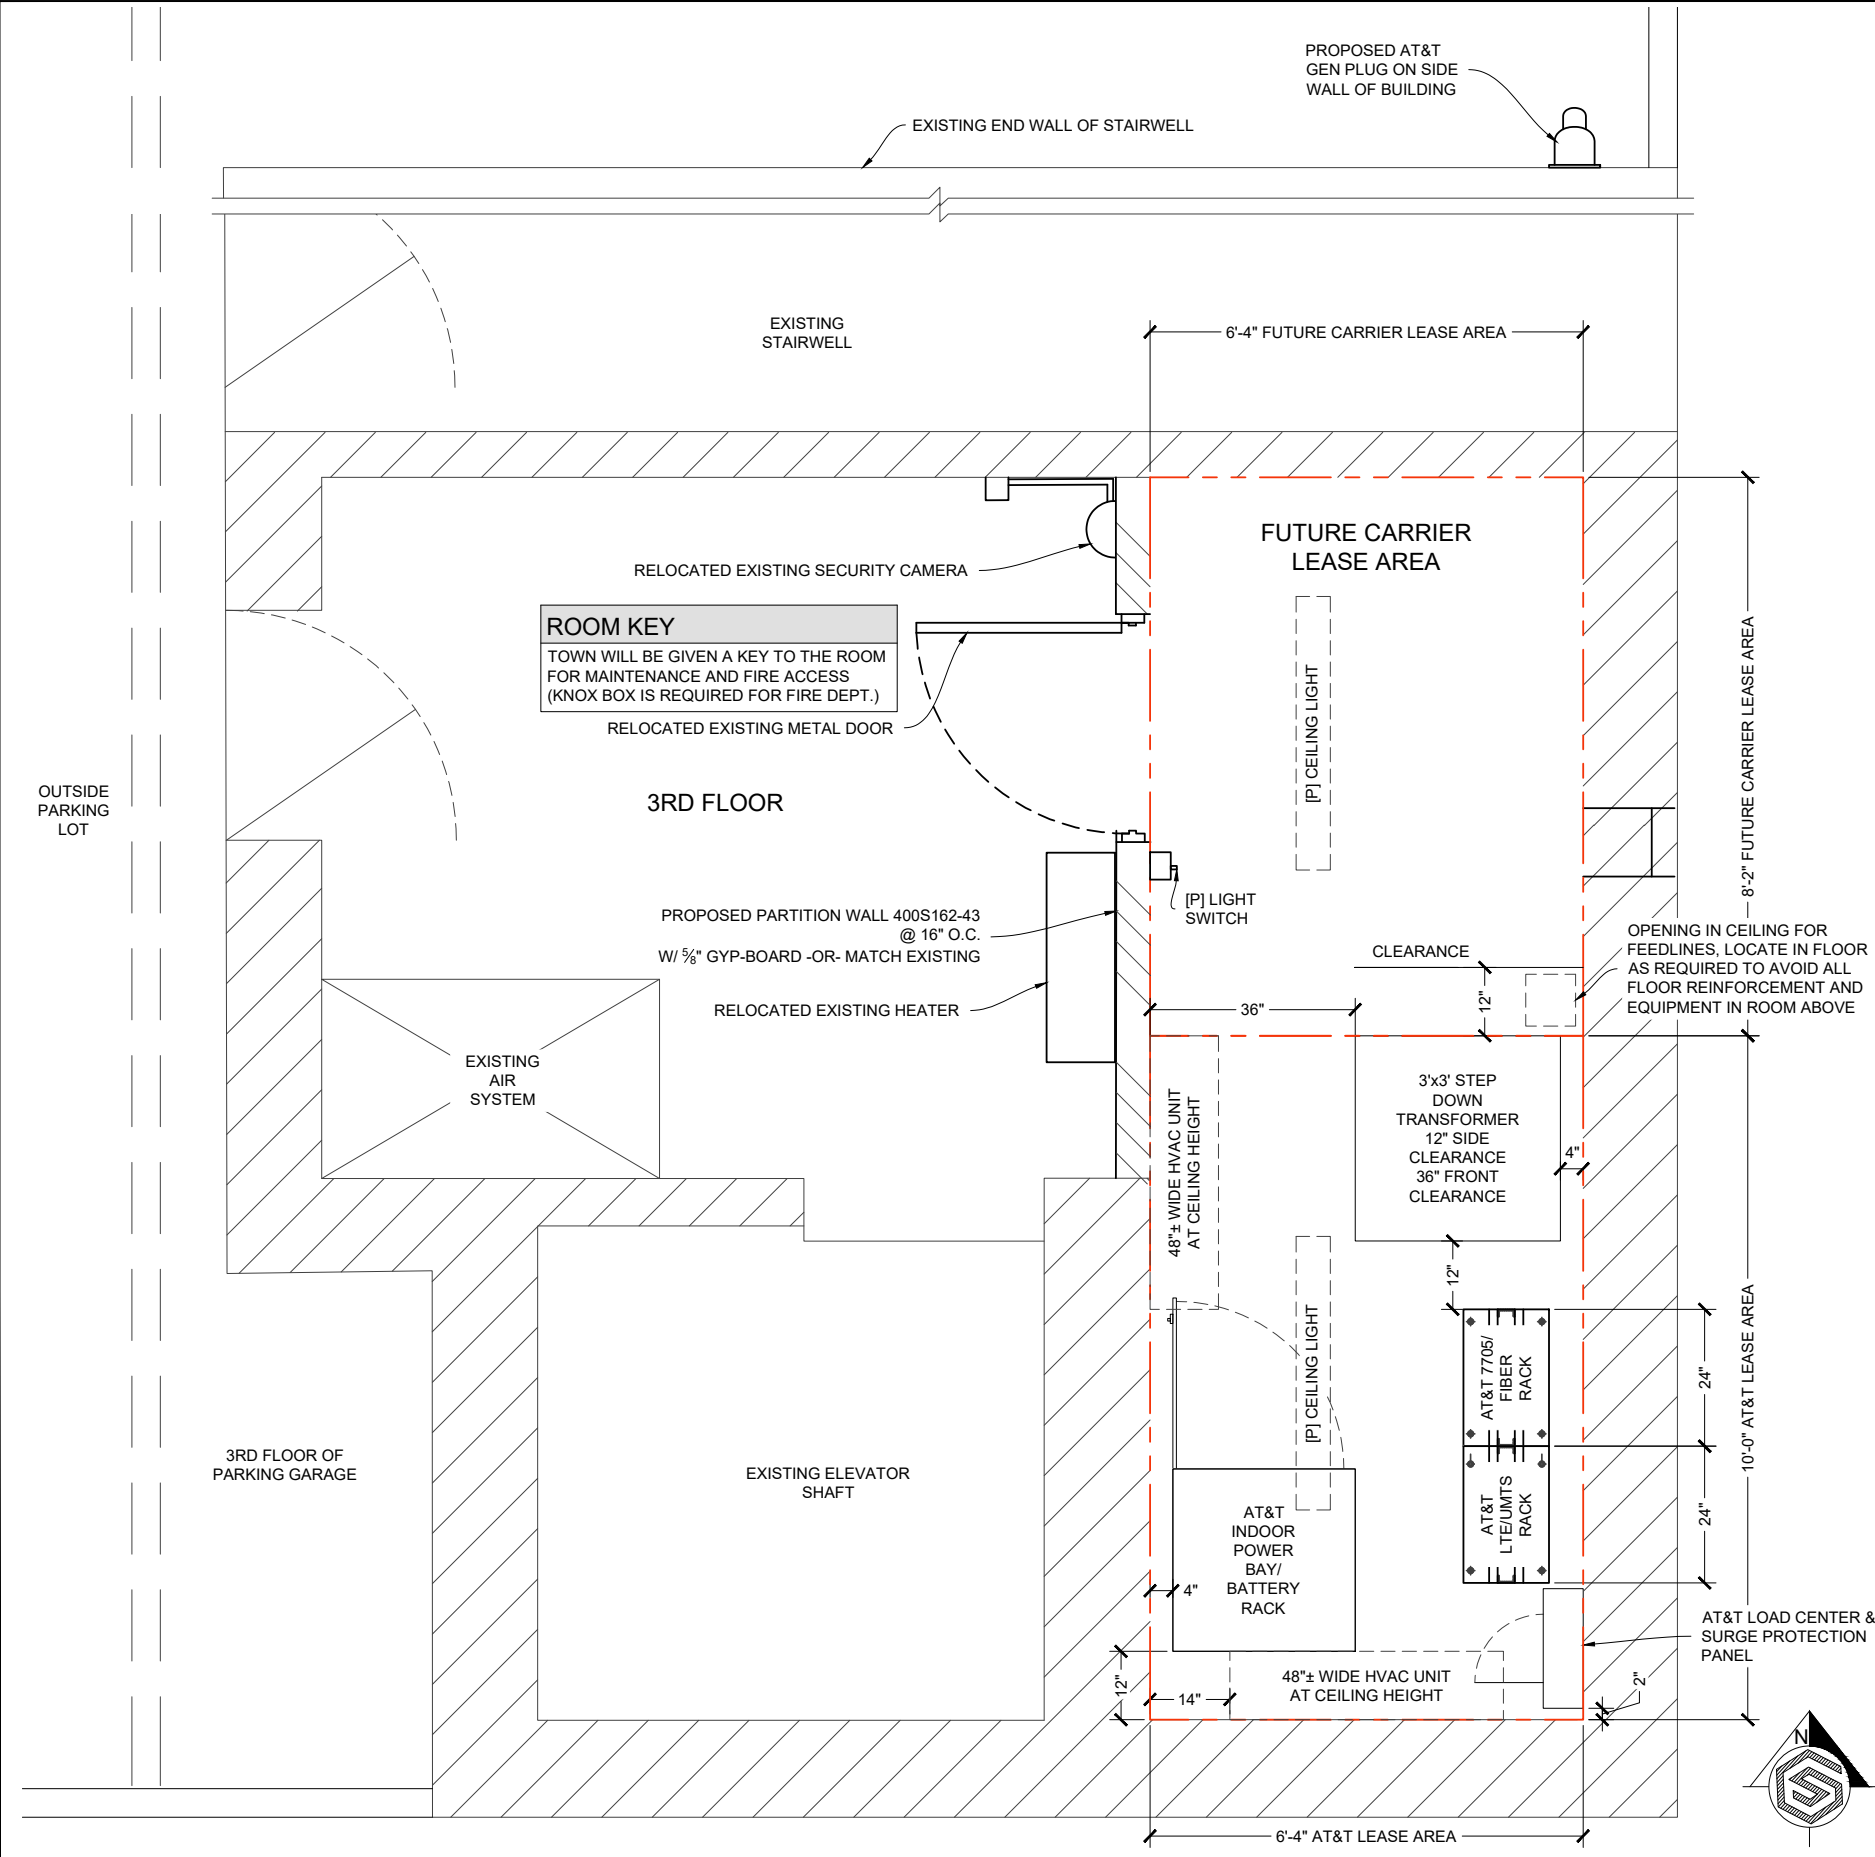 PROPOSED AT&T
GEN PLUG ON SIDE
WALL OF BUILDING
EXISTING END WALL OF STAIRWELL
EXISTING
STAIRWELL
6'-4" FUTURE CARRIER LEASE AREA
FUTURE CARRIER
LEASE AREA
RELOCATED EXISTING SECURITY CAMERA
ROOM KEY
TOWN WILL BE GIVEN A KEY TO THE ROOM
FOR MAINTENANCE AND FIRE ACCESS
(KNOX BOX IS REQUIRED FOR FIRE DEPT.)
RELOCATED EXISTING METAL DOOR
[P] CEILING LIGHT
8'-2" FUTURE CARRIER LEASE AREA
OUTSIDE
PARKING
LOT
3RD FLOOR
[P] LIGHT
SWITCH
PROPOSED PARTITION WALL 400S162-43
@ 16" O.C.
W/ ⅝" GYP-BOARD -OR- MATCH EXISTING
RELOCATED EXISTING HEATER
CLEARANCE
OPENING IN CEILING FOR
FEEDLINES, LOCATE IN FLOOR
AS REQUIRED TO AVOID ALL
FLOOR REINFORCEMENT AND
EQUIPMENT IN ROOM ABOVE
12"
36"
EXISTING
AIR
SYSTEM
48"± WIDE HVAC UNIT
AT CEILING HEIGHT
3'x3' STEP
DOWN
TRANSFORMER
12" SIDE
CLEARANCE
36" FRONT
CLEARANCE
4"
12"
[P] CEILING LIGHT
AT&T 7705/
FIBER
RACK
24"
10'-0" AT&T LEASE AREA
3RD FLOOR OF
PARKING GARAGE
EXISTING ELEVATOR
SHAFT
AT&T
LTE/UMTS
RACK
24"
AT&T
INDOOR
POWER
BAY/
BATTERY
RACK
4"
AT&T LOAD CENTER &
SURGE PROTECTION
PANEL
12"
14"
48"± WIDE HVAC UNIT
AT CEILING HEIGHT
2"
N
6'-4" AT&T LEASE AREA